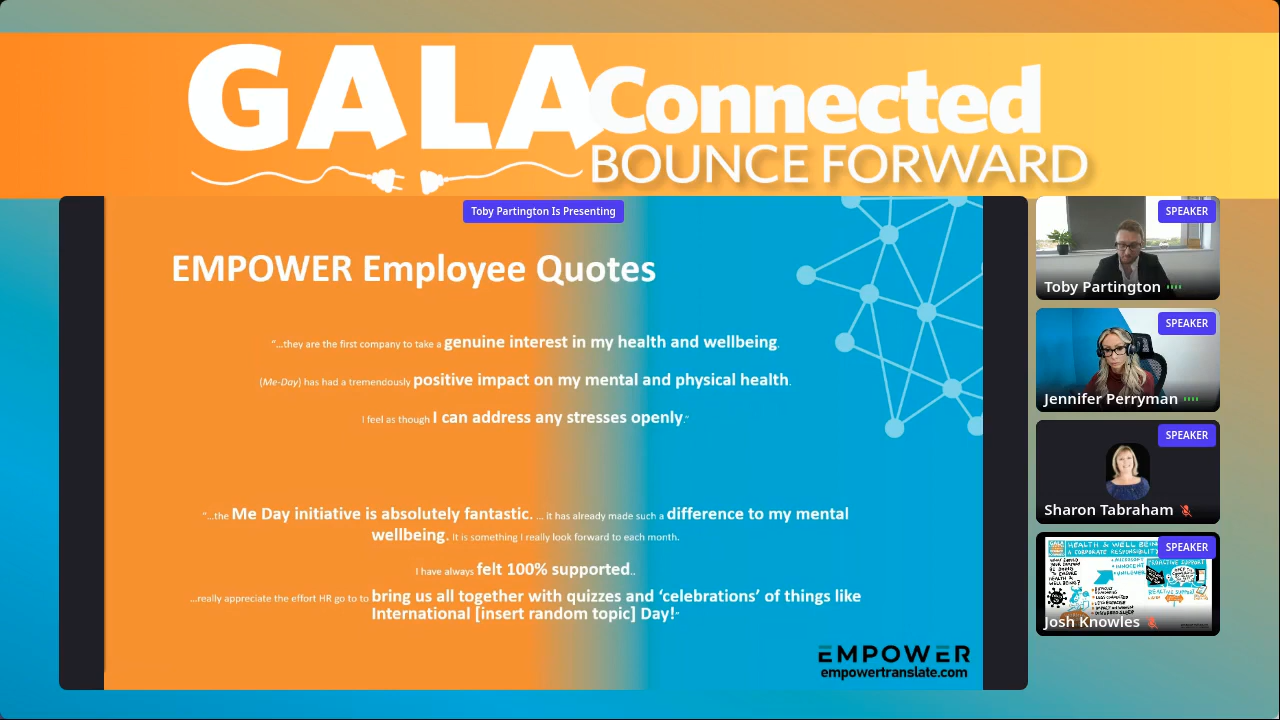 GALA Connected
BOUNCE FORWARD
Toby Partington Is Presenting
EMPOWER Employee Quotes
“...they are the first company to take a genuine interest in my health and wellbeing.
(Me-Day) has had a tremendously positive impact on my mental and physical health.
I feel as though I can address any stresses openly.”
“...the Me Day initiative is absolutely fantastic. ... It has already made such a difference to my mental
wellbeing. It is something I really look forward to each month.
I have always felt 100% supported..
...really appreciate the effort HR go to to bring us all together with quizzes and ‘celebrations’ of things like
International [insert random topic] Day!”
EMPOWER
empowertranslate.com
SPEAKER
Toby Partington
SPEAKER
Jennifer Perryman
SPEAKER
Sharon Tabraham
SPEAKER
HEALTH & WELL BEIN
A CORPORATE RESPONSIBILIT
Josh Knowles